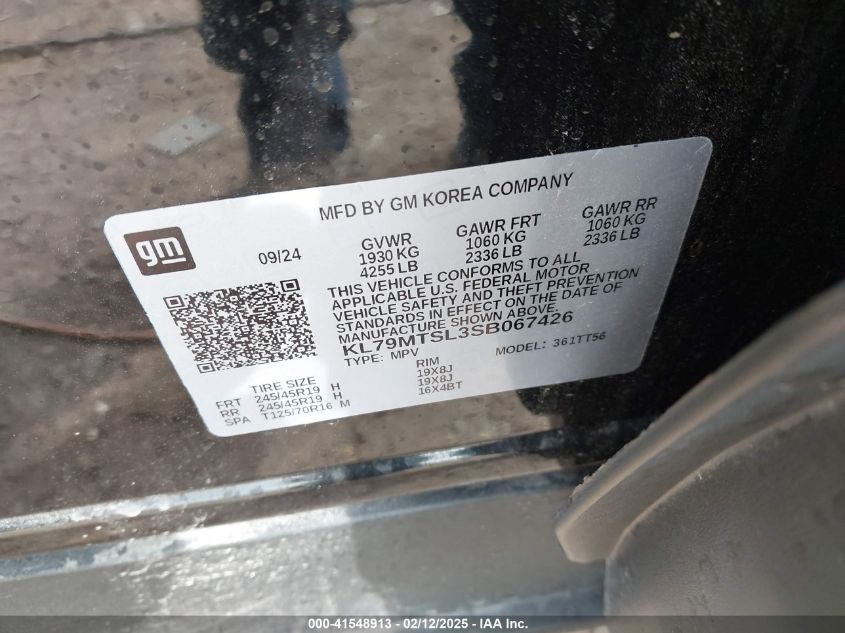 MFD BY GM KOREA COMPANY
gm
09/24
GVWR
1930 KG
4255 LB
GAWR FRT
1060 KG
2336 LB
GAWR RR
1060 KG
2336 LB
THIS VEHICLE CONFORMS TO ALL
APPLICABLE U.S. FEDERAL MOTOR
VEHICLE SAFETY AND THEFT PREVENTION
STANDARDS IN EFFECT ON THE DATE OF
MANUFACTURE SHOWN ABOVE.
KL79MTSL3SB067426
TYPE: MPV
MODEL: 361TT56
TIRE SIZE
RIM
FRT 245/45R19 H 19X8J
RR 245/45R19 H 19X8J
SPA T125/70R16 M 16X4BT
000-41548913 - 02/12/2025 - IAA Inc.